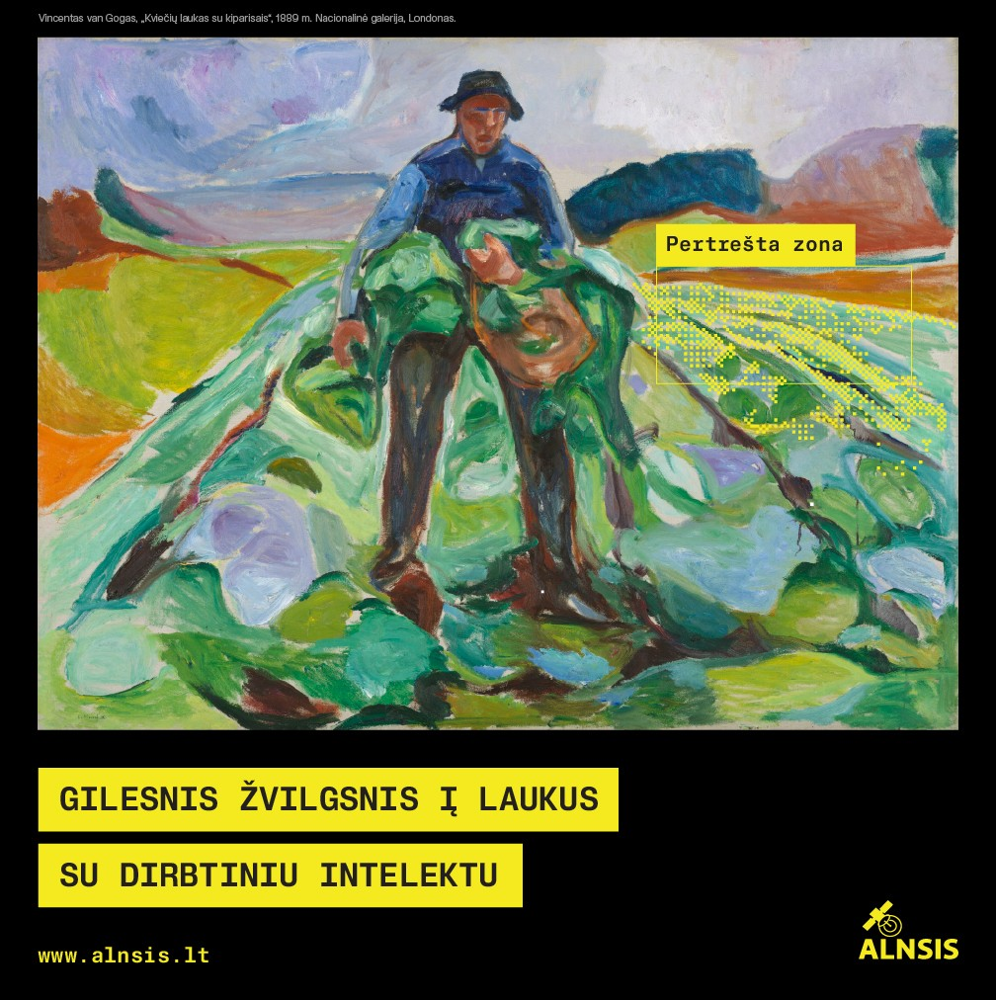 Vincentas van Gogas, „Kviečių laukas su kiparisais“, 1889 m. Nacionalinė galerija, Londonas.
Pertrešta zona
GILESNIS ŽVILGSNIS Į LAUKUS
SU DIRBTINIU INTELEKTU
www.alnsis.lt
ALNSIS